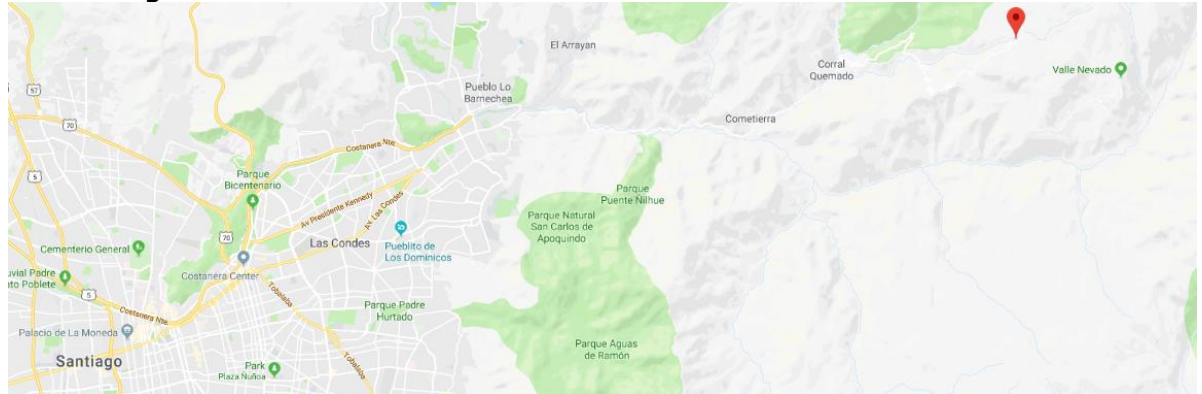 El Arrayan
Corral
Quemado
Valle Nevado
57
Pueblo Lo
Barnechea
70
Cometierra
Costanera Nte.
5
Parque
Bicentenario
Parque
Puente Ñilhue
Av Presidente Kennedy
Av. Las Condes
Parque Natural
San Carlos de
Apoquindo
70
Las Condes
Pueblito de
Los Dominicos
Cementerio General
Costanera Center
uvial Padre
to Poblete
5
Costanera Nte.
Tobalaba
Parque Padre
Hurtado
Palacio de La Moneda
Santiago
Park
Plaza Ñuñoa
Tobalaba
Parque Aguas
de Ramón